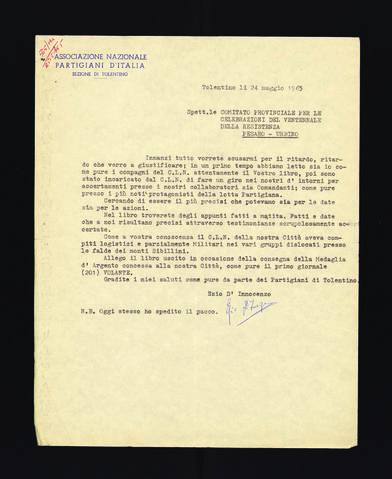 ASSOCIAZIONE NAZIONALE
PARTIGIANI D'ITALIA
SEZIONE DI TOLENTINO
Tolentino li 24 maggio 1965
Spett.le COMITATO PROVINCIALE PER LE
CELEBRAZIONI DEL VENTENNALE
DELLA RESISTENZA
PESARO - URBINO
Innanzi tutto vorrete scusarmi per il ritardo, ritar-
do che vorro a giustificare; in un primo tempo abbiamo letto sia io co=
me pure i compagni del C.L.N. attentamente il Vostro libro, poi sono
stato incaricato dal C.L.N. di fare un giro nei nostri d'intorni per
accertamenti presso i nostri collaboratori sia Comandanti; come pure
presso i più noti protagonisti della lotta Partigiana.
Cercando di essere il più precisi che potevamo sia per le date
sia per le azioni.
Nel libro troverete degli appunti fatti a matita. Fatti e date
che a noi risultano precisi attraverso testimonianze scrupolosamente ac=
certate.
Come a vostra conoscenza il C.L.N. della nostra Città aveva com=
piti logistici e parzialmente Militari nei vari gruppi dislocati presso
le falde dei monti Sibillini.
Allego il libro uscito in occasione della consegna della Medaglia
d' Argento concessa alla nostra Città, come pure il primo giornale
(201) VOLANTE.
Gradite i miei saluti come pure da parte dei Partigiani di Tolentino.
Ezio D' Innocenzo
N.B. Oggi stesso ho spedito il pacco.